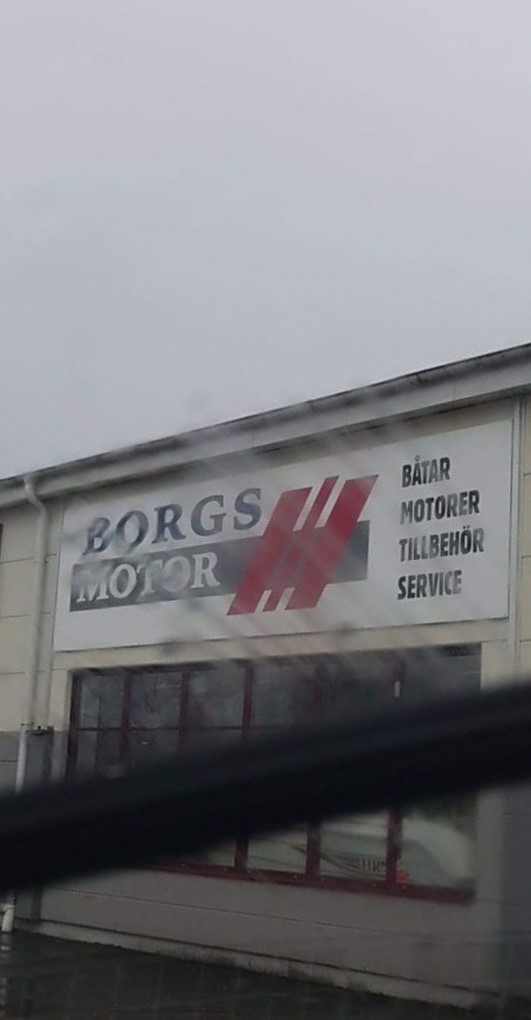 BORGS
MOTOR
BÅTAR
MOTORER
TILLBEHÖR
SERVICE